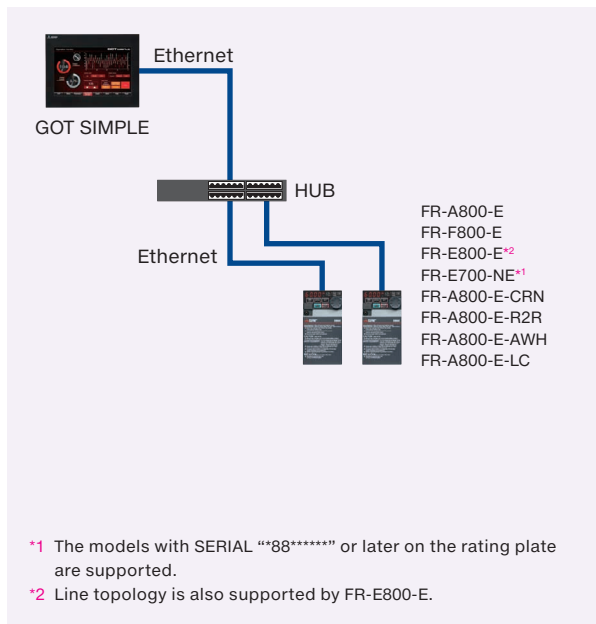 Ethernet
GOT SIMPLE
HUB
Ethernet
FR-A800-E
FR-F800-E
FR-E800-E*2
FR-E700-NE*1
FR-A800-E-CRN
FR-A800-E-R2R
FR-A800-E-AWH
FR-A800-E-LC
*1 The models with SERIAL “*88******” or later on the rating plate
are supported.
*2 Line topology is also supported by FR-E800-E.